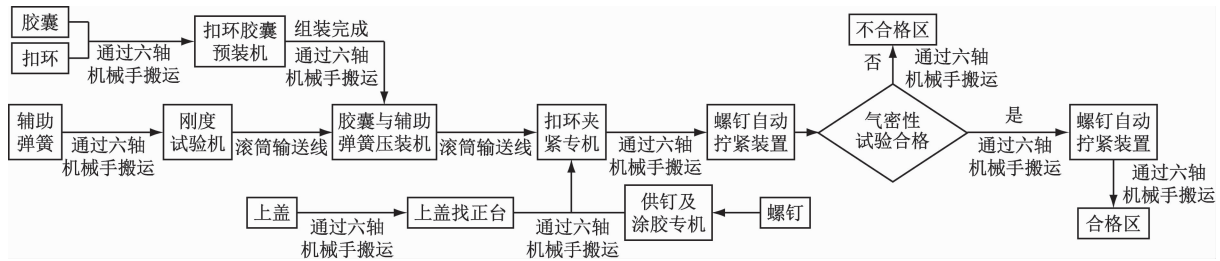 胶囊
扣环
通过六轴
机械手搬运
扣环胶囊
预装机
组装完成
通过六轴
机械手搬运
辅助
弹簧
通过六轴
机械手搬运
刚度
试验机
滚筒输送线
胶囊与辅助
弹簧压装机
滚筒输送线
扣环夹
紧专机
通过六轴
机械手搬运
螺钉自动
拧紧装置
气密性
试验合格
否
通过六轴
机械手搬运
不合格区
是
通过六轴
机械手搬运
螺钉自动
拧紧装置
通过六轴
机械手搬运
合格区
上盖
通过六轴
机械手搬运
上盖找正台
通过六轴
机械手搬运
供钉及
涂胶专机
螺钉